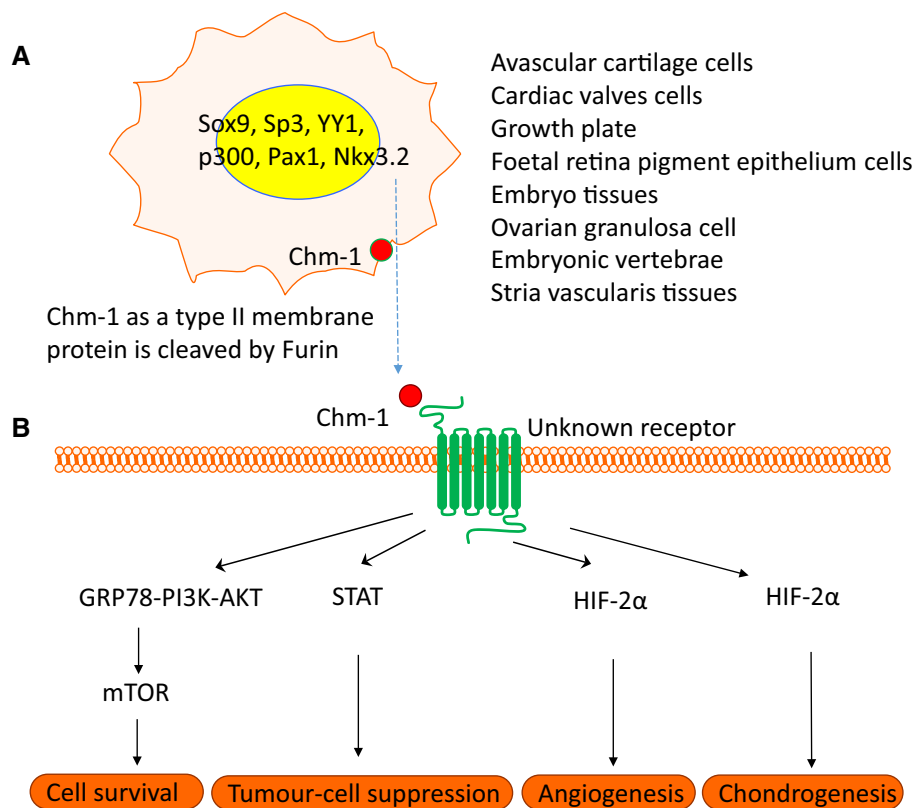 A
Sox9, Sp3, YY1,
p300, Pax1, Nkx3.2
Chm-1
Chm-1 as a type II membrane
protein is cleaved by Furin
Avascular cartilage cells
Cardiac valves cells
Growth plate
Foetal retina pigment epithelium cells
Embryo tissues
Ovarian granulosa cell
Embryonic vertebrae
Stria vascularis tissues
B
Chm-1
Unknown receptor
GRP78-PI3K-AKT
STAT
HIF-2α
HIF-2α
mTOR
Cell survival
Tumour-cell suppression
Angiogenesis
Chondrogenesis